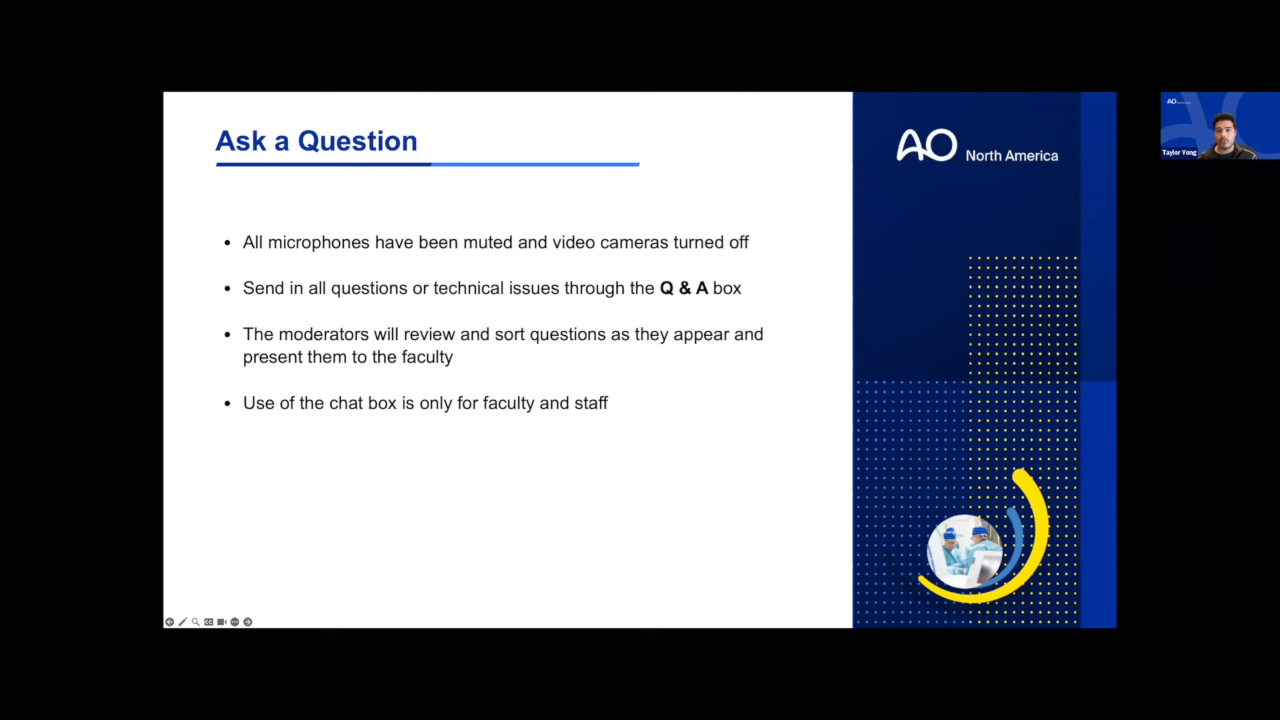 Ask a Question
AO North America
All microphones have been muted and video cameras turned off
Send in all questions or technical issues through the Q & A box
The moderators will review and sort questions as they appear and
present them to the faculty
Use of the chat box is only for faculty and staff
AO
Taylor Yong